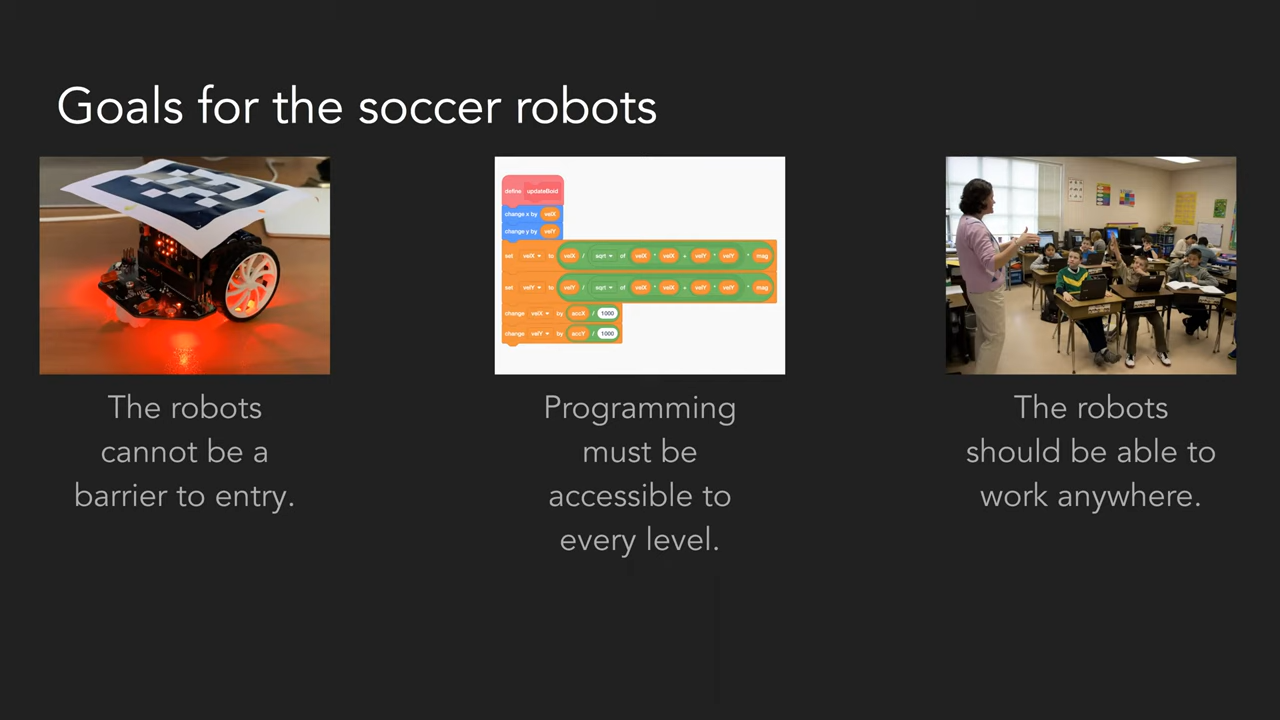 Goals for the soccer robots
define updateBoid
change x by velX
change y by velY
set velX to velX / sqrt of velX * velX + velY * velY * mag
set velY to velY / sqrt of velX * velX + velY * velY * mag
change velX by accX / 1000
change velY by accY / 1000
The robots
cannot be a
barrier to entry.
Programming
must be
accessible to
every level.
The robots
should be able to
work anywhere.